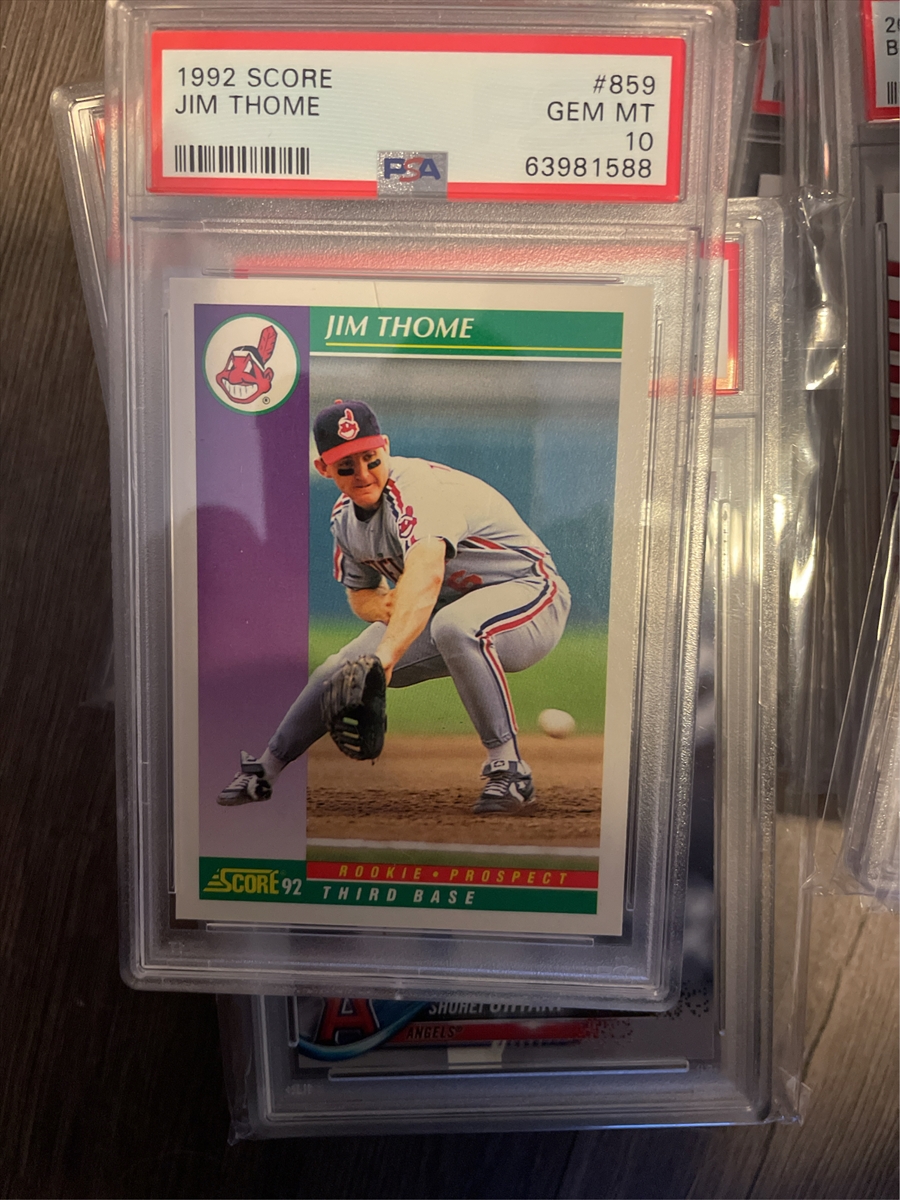 1992 SCORE
JIM THOME
#859
GEM MT
10
63981588
PSA
JIM THOME
SCORE 92
ROOKIE • PROSPECT
THIRD BASE
ANGELS